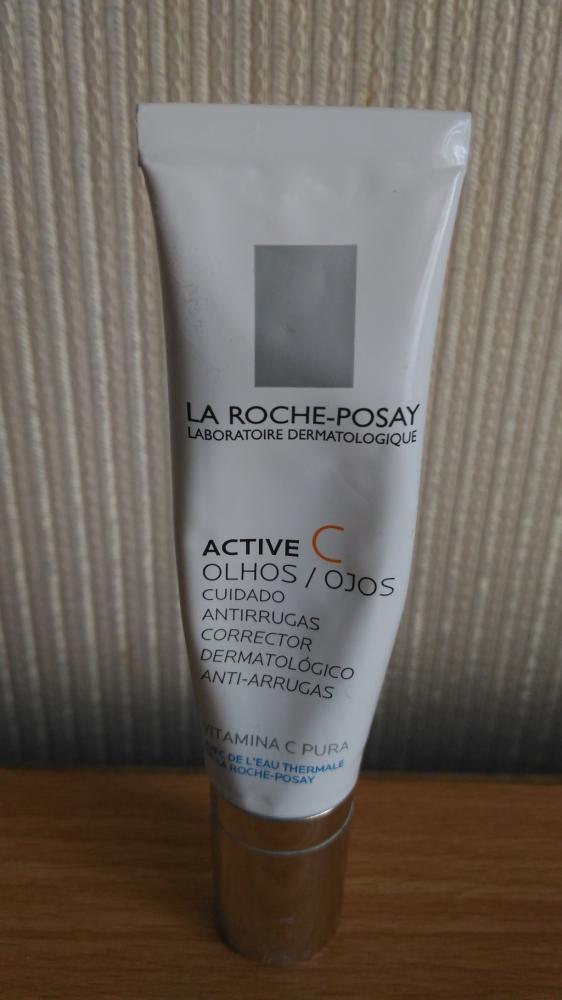 LA ROCHE-POSAY
LABORATOIRE DERMATOLOGIQUE
ACTIVE C
OLHOS / OJOS
CUIDADO
ANTIRRUGAS
CORRECTOR
DERMATOLÓGICO
ANTI-ARRUGAS
VITAMINA C PURA
DE L'EAU THERMALE
LA ROCHE-POSAY